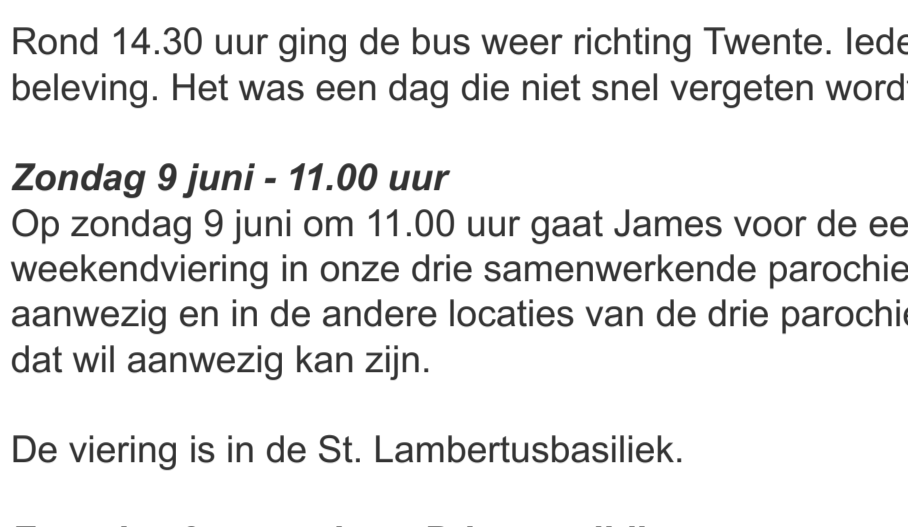 Rond 14.30 uur ging de bus weer richting Twente.
beleving. Het was een dag die niet snel vergeten
Zondag 9 juni - 11.00 uur
Op zondag 9 juni om 11.00 uur gaat James voor de
weekendviering in onze drie samenwerkende
aanwezig en in de andere locaties van de drie
dat wil aanwezig kan zijn.
De viering is in de St. Lambertusbasiliek.